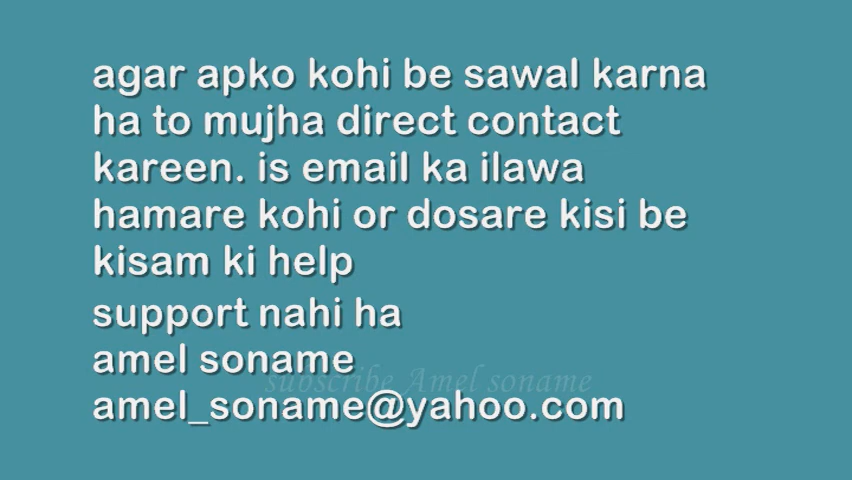 agar apko kohi be sawal karna
ha to mujha direct contact
kareen. is email ka ilawa
hamare kohi or dosare kisi be
kisam ki help
support nahi ha
amel soname
subscribe Amel soname
amel_soname@yahoo.com